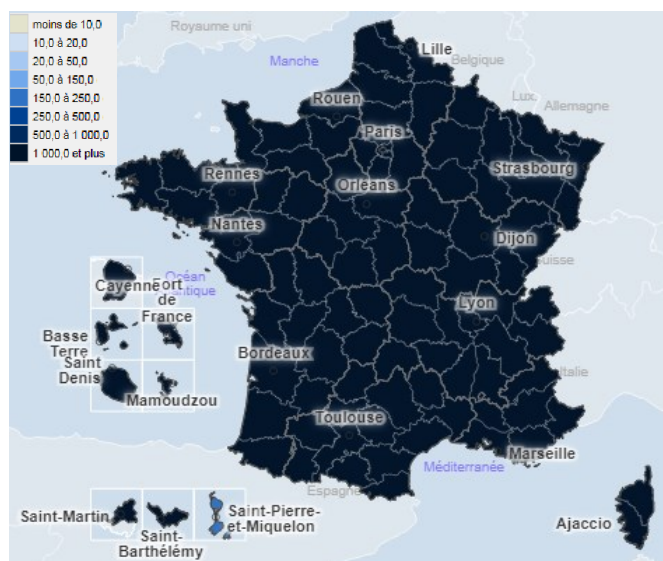 moins de 10,0
10,0 à 20,0
20,0 à 50,0
50,0 à 150,0
150,0 à 250,0
250,0 à 500,0
500,0 à 1 000,0
1 000,0 et plus
Royaume uni
Manche
Lille
Belgique
Lux.
Allemagne
Rouen
Paris
Strasbourg
Rennes
Orléans
Nantes
Dijon
Suisse
Cayenne
Océan
Atlantique
Fort
de
France
Lyon
Basse
Terre
Saint
Denis
Bordeaux
Italie
Mamoudzou
Toulouse
Marseille
Méditerranée
Espagne
Saint-Martin
Saint-
Barthélémy
Saint-Pierre-
et-Miquelon
Ajaccio